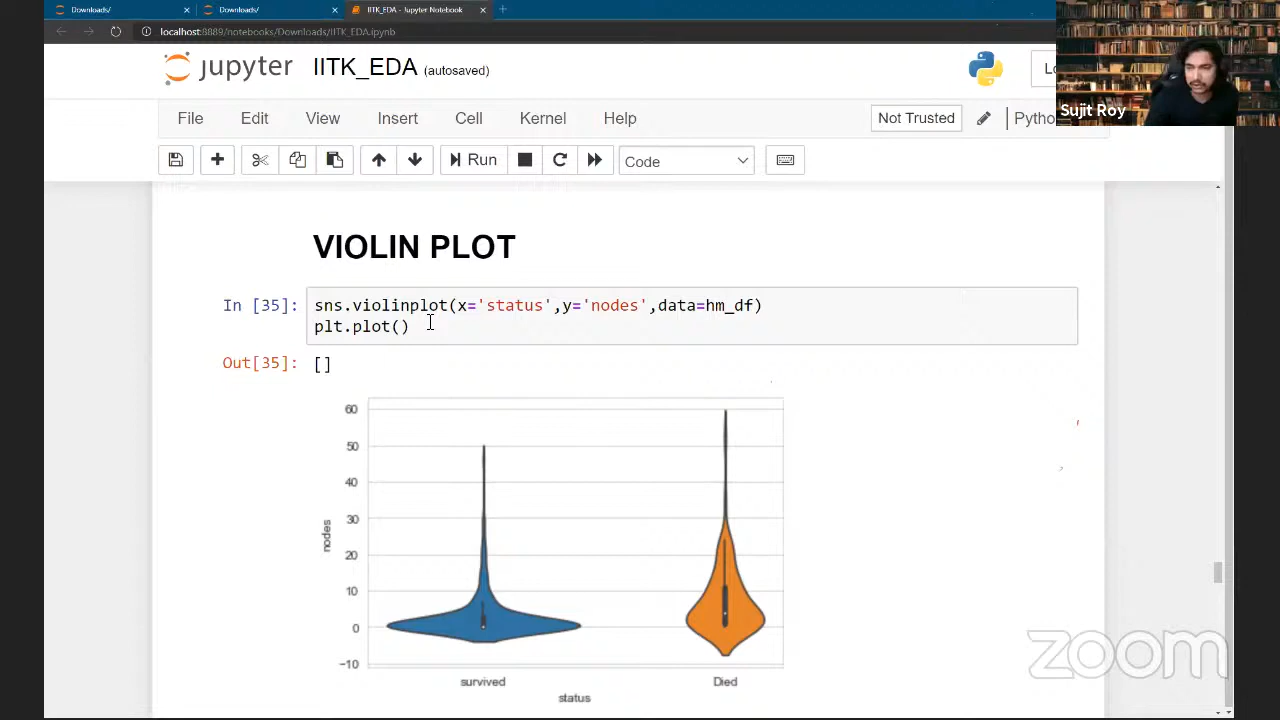 Downloads/
Downloads/
IITK_EDA - Jupyter Notebook
localhost:8889/notebooks/Downloads/IITK_EDA.ipynb
jupyter IITK_EDA (autosaved)
Lo
Sujit Roy
File Edit View Insert Cell Kernel Help
Not Trusted
Pytho
Run
Code
VIOLIN PLOT
In [35]: sns.violinplot(x='status',y='nodes',data=hm_df)
plt.plot()
Out[35]: []
60
50
40
30
20
10
0
−10
nodes
survived
Died
status
zoom